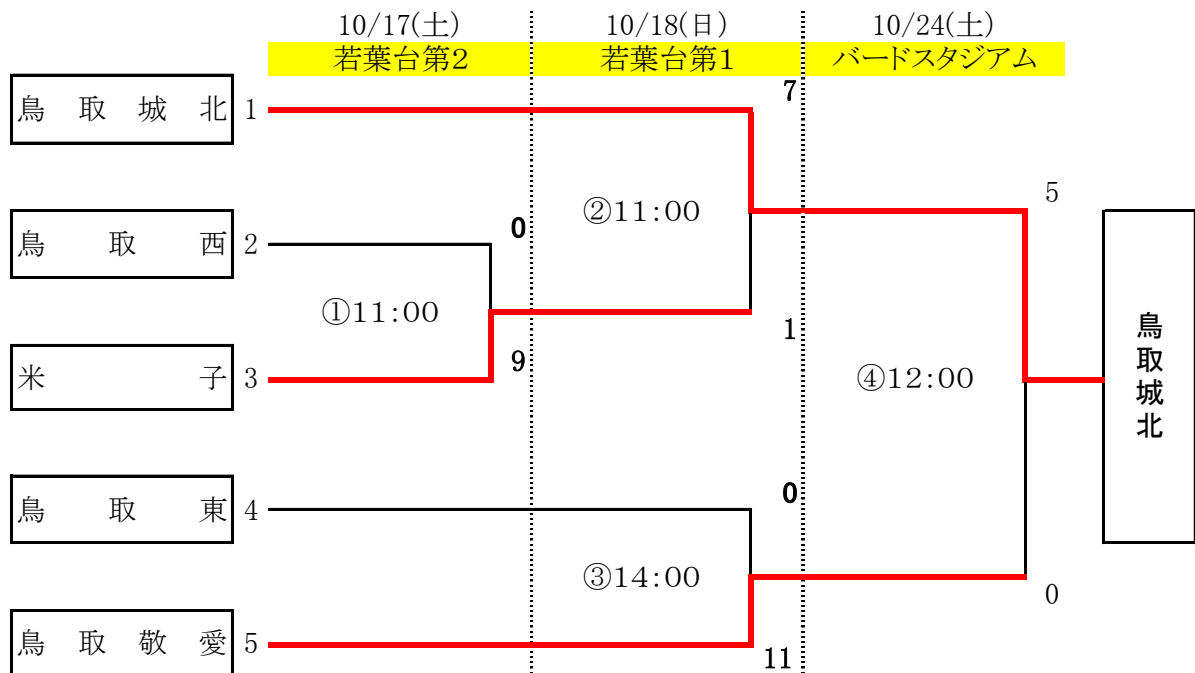 10/17(土) 10/18(日) 10/24(土)
若葉台第2 若葉台第1 バードスタジアム
7
鳥取城北 1
5
②11:00
0
鳥取西 2
①11:00
1
9
米子 3
④12:00
鳥取城北
0
鳥取東 4
③14:00
0
鳥取敬愛 5
11